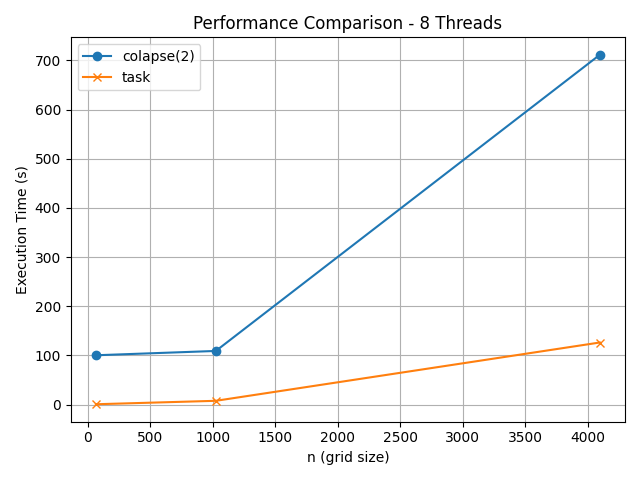 Performance Comparison - 8 Threads
colapse(2)
task
Execution Time (s)
700
600
500
400
300
200
100
0
0 500 1000 1500 2000 2500 3000 3500 4000
n (grid size)